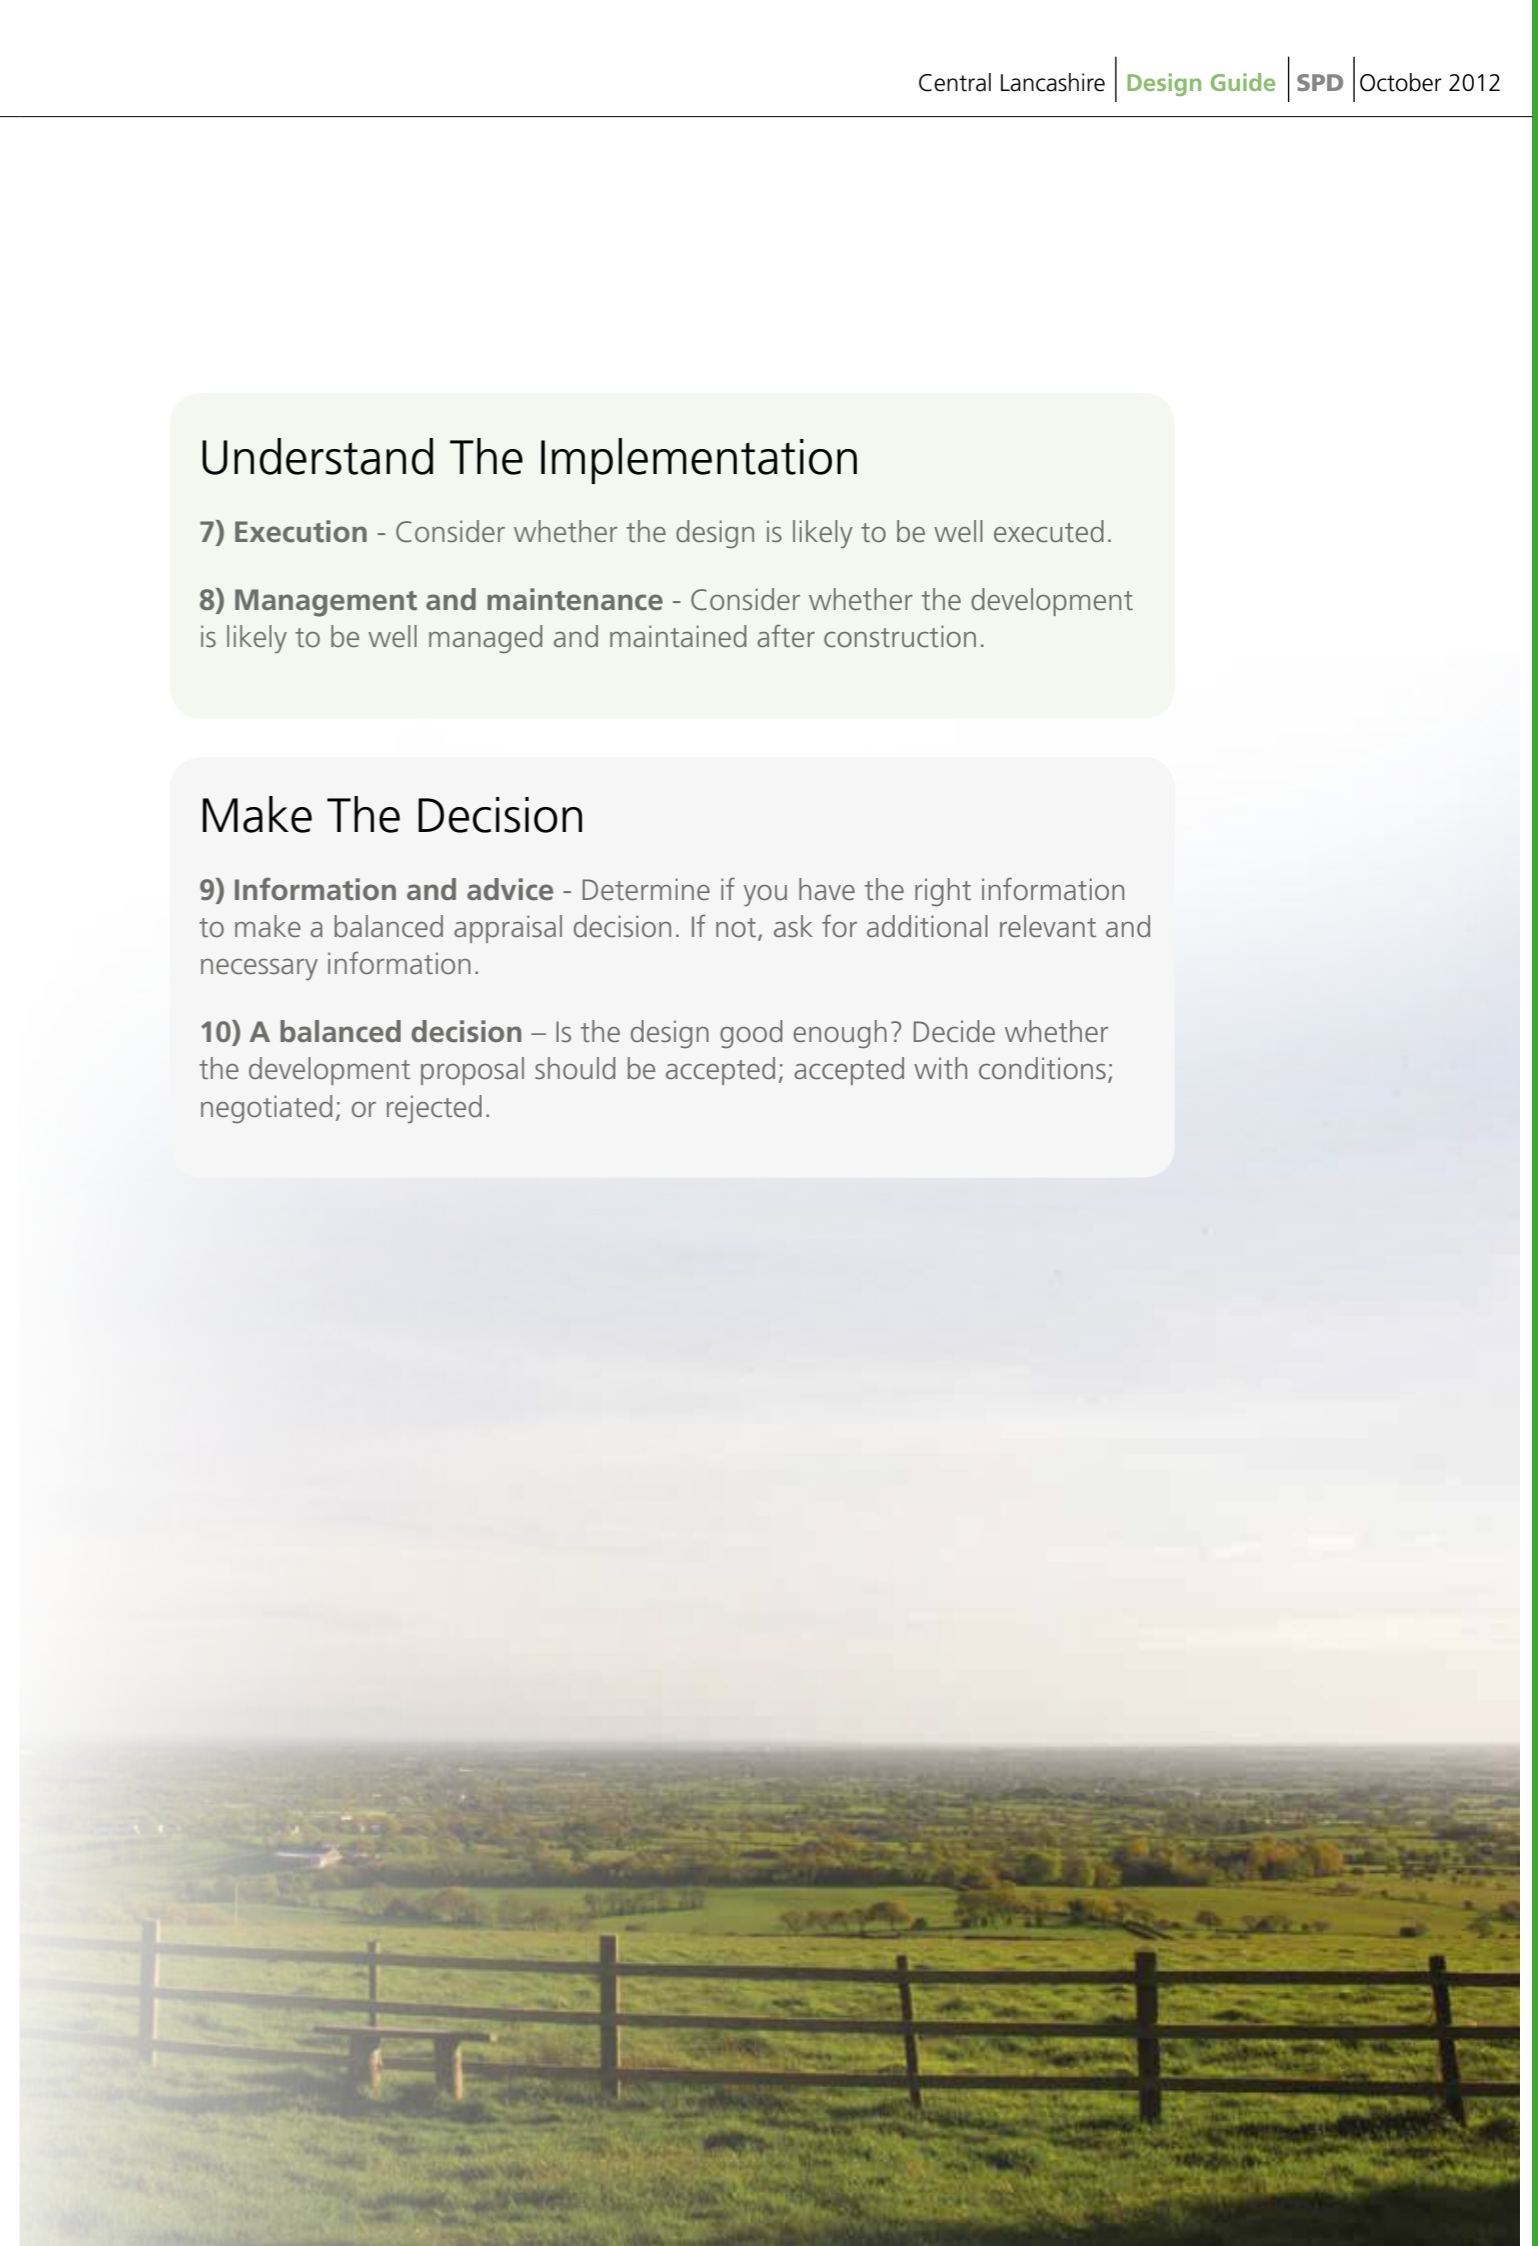 Central Lancashire Design Guide SPD October 2012
Understand The Implementation
7) Execution - Consider whether the design is likely to be well executed.
8) Management and maintenance - Consider whether the development
is likely to be well managed and maintained after construction.
Make The Decision
9) Information and advice - Determine if you have the right information
to make a balanced appraisal decision. If not, ask for additional relevant and
necessary information.
10) A balanced decision – Is the design good enough? Decide whether
the development proposal should be accepted; accepted with conditions;
negotiated; or rejected.